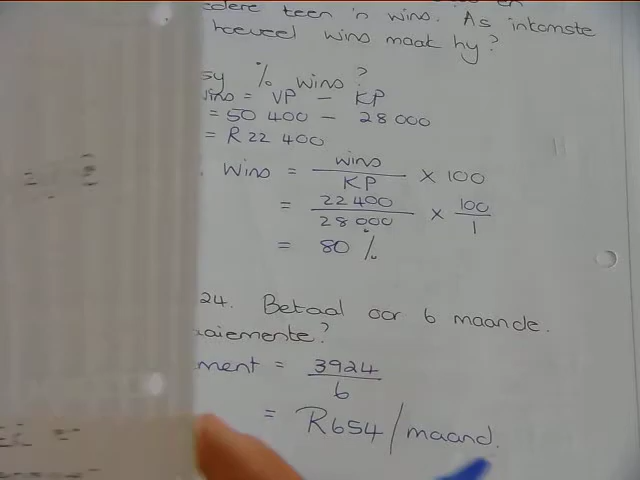 teen 'n wins. As inkomste
hoeveel wins maak hy?
sy % wins?
wins = VP - KP
= 50 400 - 28 000
= R22 400
Wins = wins / KP × 100
= 22 400 / 28 000 × 100 / 1
= 80 %
24. Betaal oor 6 maande.
aaiemente?
ment = 3924 / 6
= R654/maand.